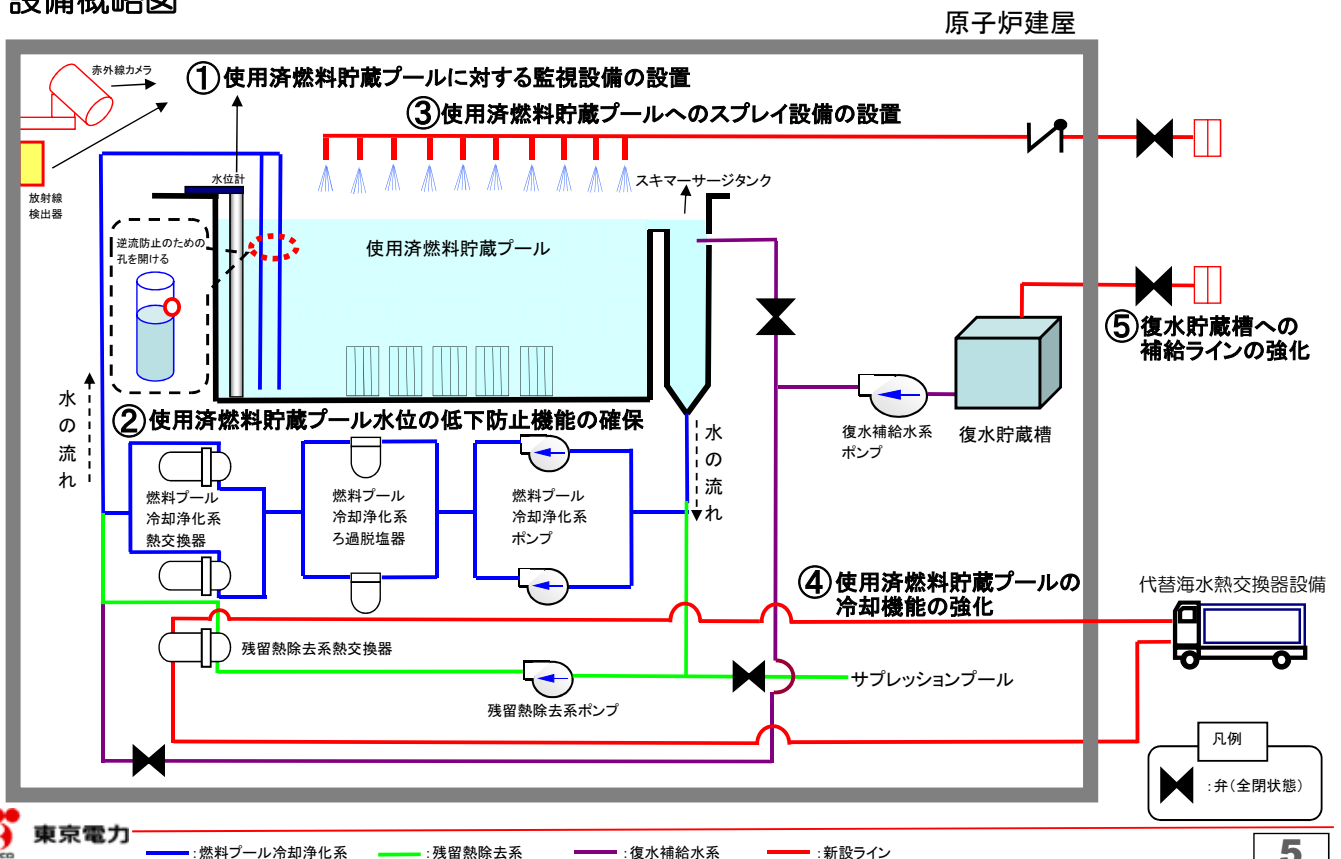 設備概略図
原子炉建屋
赤外線カメラ
①使用済燃料貯蔵プールに対する監視設備の設置
③使用済燃料貯蔵プールへのスプレイ設備の設置
放射線
検出器
水位計
スキマーサージタンク
逆流防止のための
孔を開ける
使用済燃料貯蔵プール
⑤復水貯蔵槽への
補給ラインの強化
②使用済燃料貯蔵プール水位の低下防止機能の確保
水の流れ
水の流れ
復水補給水系
ポンプ
復水貯蔵槽
燃料プール
冷却浄化系
熱交換器
燃料プール
冷却浄化系
ろ過脱塩器
燃料プール
冷却浄化系
ポンプ
④使用済燃料貯蔵プールの
冷却機能の強化
代替海水熱交換器設備
残留熱除去系熱交換器
サプレッションプール
残留熱除去系ポンプ
凡例
:弁(全閉状態)
東京電力
:燃料プール冷却浄化系
:残留熱除去系
:復水補給水系
:新設ライン
5